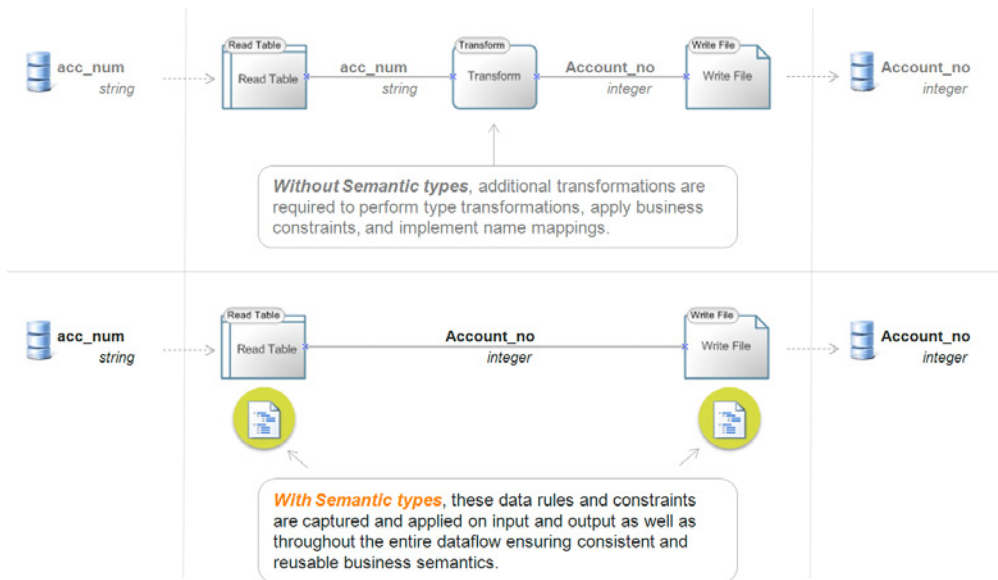 acc_num
string
Read Table
Read Table
acc_num
string
Transform
Transform
Account_no
integer
Write File
Write File
Account_no
integer
Without Semantic types, additional transformations are
required to perform type transformations, apply business
constraints, and implement name mappings.
acc_num
string
Read Table
Read Table
Account_no
integer
Write File
Write File
Account_no
integer
With Semantic types, these data rules and constraints
are captured and applied on input and output as well as
throughout the entire dataflow ensuring consistent and
reusable business semantics.